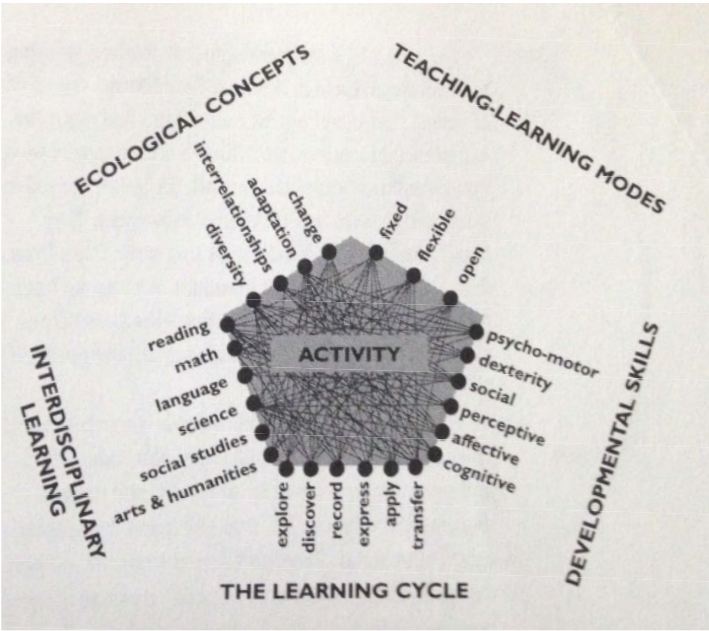 ECOLOGICAL CONCEPTS
TEACHING-LEARNING MODES
diversity
interrelationships
adaptation
change
fixed
flexible
open
reading
math
language
science
social studies
arts & humanities
ACTIVITY
psycho-motor
dexterity
social
perceptive
affective
cognitive
INTERDISCIPLINARY
LEARNING
DEVELOPMENTAL SKILLS
explore
discover
record
express
apply
transfer
THE LEARNING CYCLE